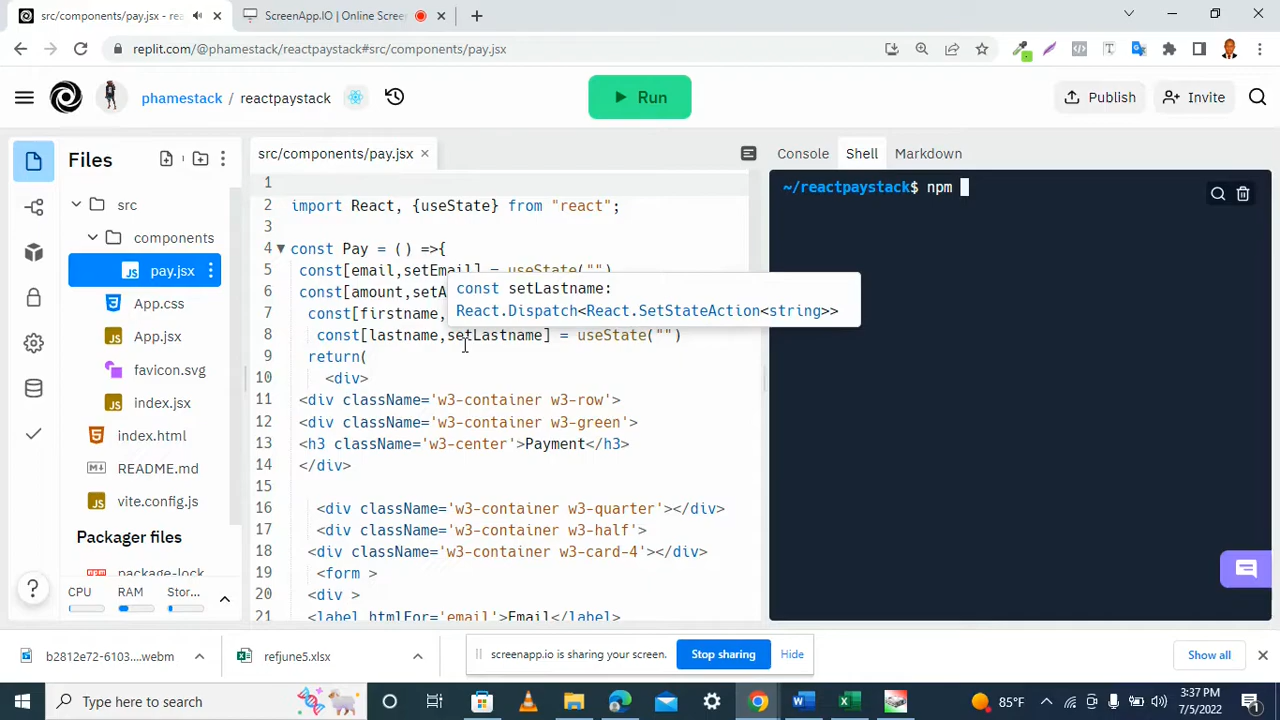 src/components/pay.jsx - rea
ScreenApp.IO | Online Screen
replit.com/@phamestack/reactpaystack#src/components/pay.jsx
phamestack / reactpaystack
Run
Publish
Invite
Files
src
components
pay.jsx
App.css
App.jsx
favicon.svg
index.jsx
index.html
README.md
vite.config.js
Packager files
package-lock
CPU RAM Stor...
src/components/pay.jsx
1
2 import React, {useState} from "react";
3
4 const Pay = () =>{
5 const[email,setEmail] = useState("")
6 const[amount,setA
7 const[firstname,
8 const[lastname,setLastname] = useState("")
9 return(
10 <div>
11 <div className='w3-container w3-row'>
12 <div className='w3-container w3-green'>
13 <h3 className='w3-center'>Payment</h3>
14 </div>
15
16 <div className='w3-container w3-quarter'></div>
17 <div className='w3-container w3-half'>
18 <div className='w3-container w3-card-4'></div>
19 <form >
20 <div >
21 <label htmlFor='email'>Email</label>
const setLastname:
React.Dispatch<React.SetStateAction<string>>
Console Shell Markdown
~/reactpaystack$ npm
b2812e72-6103....webm
refjune5.xlsx
screenapp.io is sharing your screen.
Stop sharing
Hide
Show all
Type here to search
85°F
3:37 PM
7/5/2022